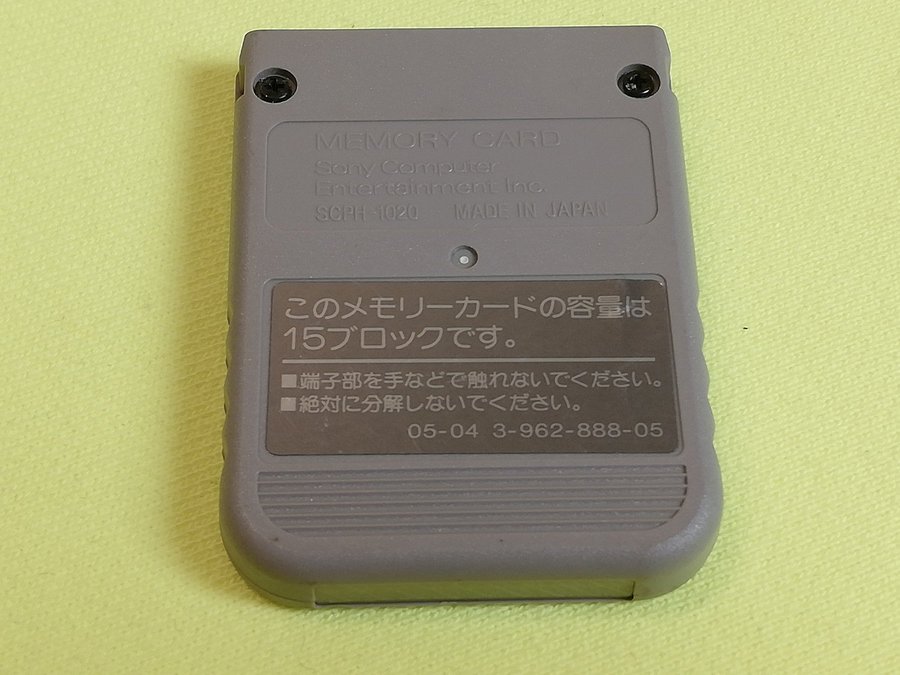 MEMORY CARD
Sony Computer
Entertainment Inc.
SCPH-1020 MADE IN JAPAN
このメモリーカードの容量は
15ブロックです。
■端子部を手などで触れないでください。
■絶対に分解しないでください。
05-04 3-962-888-05